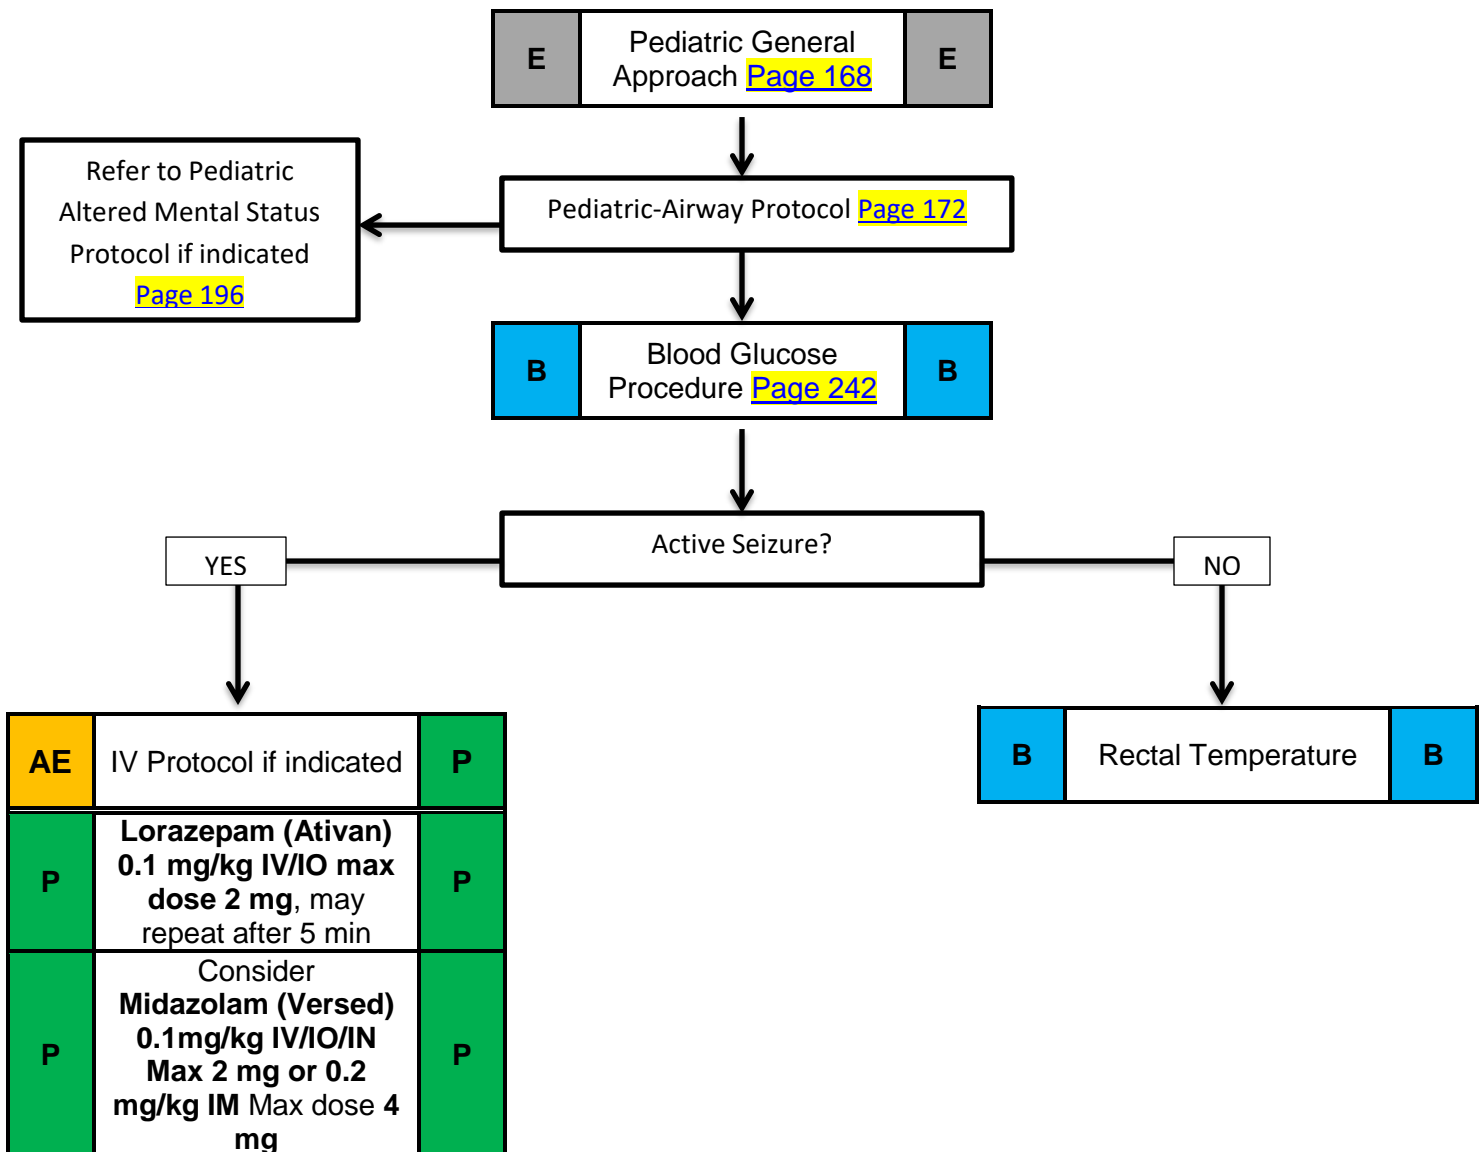 E
Pediatric General
Approach Page 168
E
Refer to Pediatric
Altered Mental Status
Protocol if indicated
Page 196
Pediatric-Airway Protocol Page 172
B
Blood Glucose
Procedure Page 242
B
Active Seizure?
YES
NO
AE
IV Protocol if indicated
P
B
Rectal Temperature
B
P
Lorazepam (Ativan)
0.1 mg/kg IV/IO max
dose 2 mg, may
repeat after 5 min
P
P
Consider
Midazolam (Versed)
0.1mg/kg IV/IO/IN
Max 2 mg or 0.2
mg/kg IM Max dose 4
mg
P